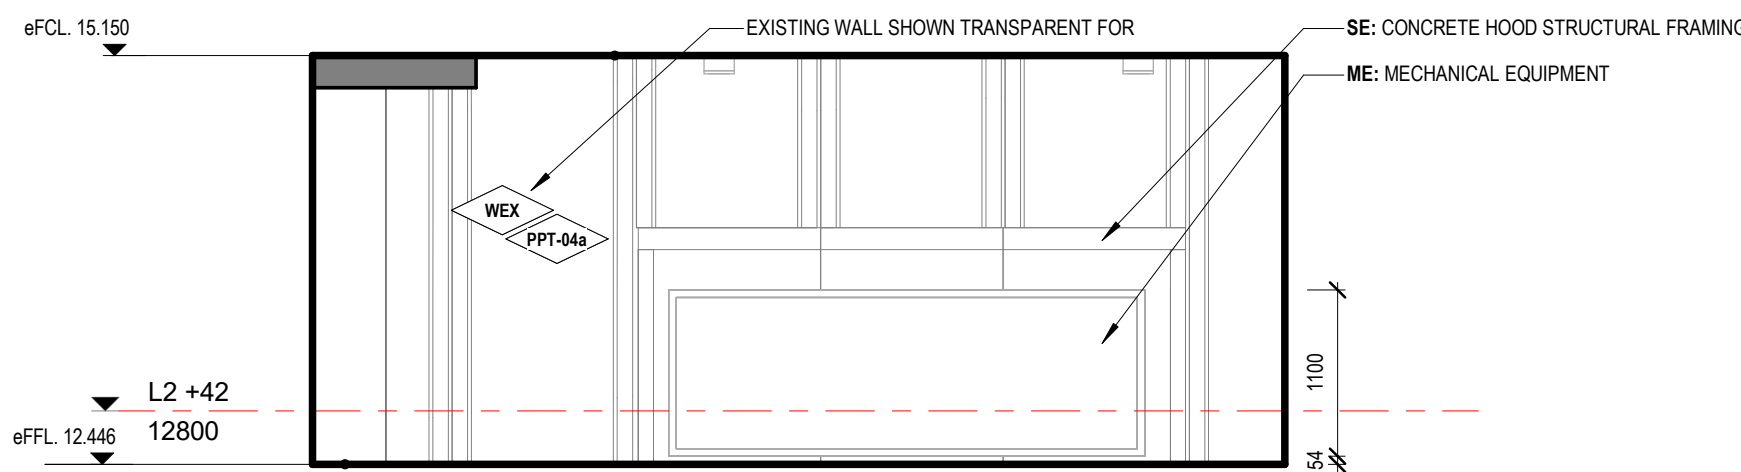 eFCL. 15.150
EXISTING WALL SHOWN TRANSPARENT FOR
SE: CONCRETE HOOD STRUCTURAL FRAMING
ME: MECHANICAL EQUIPMENT
WEX
PPT-04a
1100
L2 +42
12800
eFFL. 12.446
54